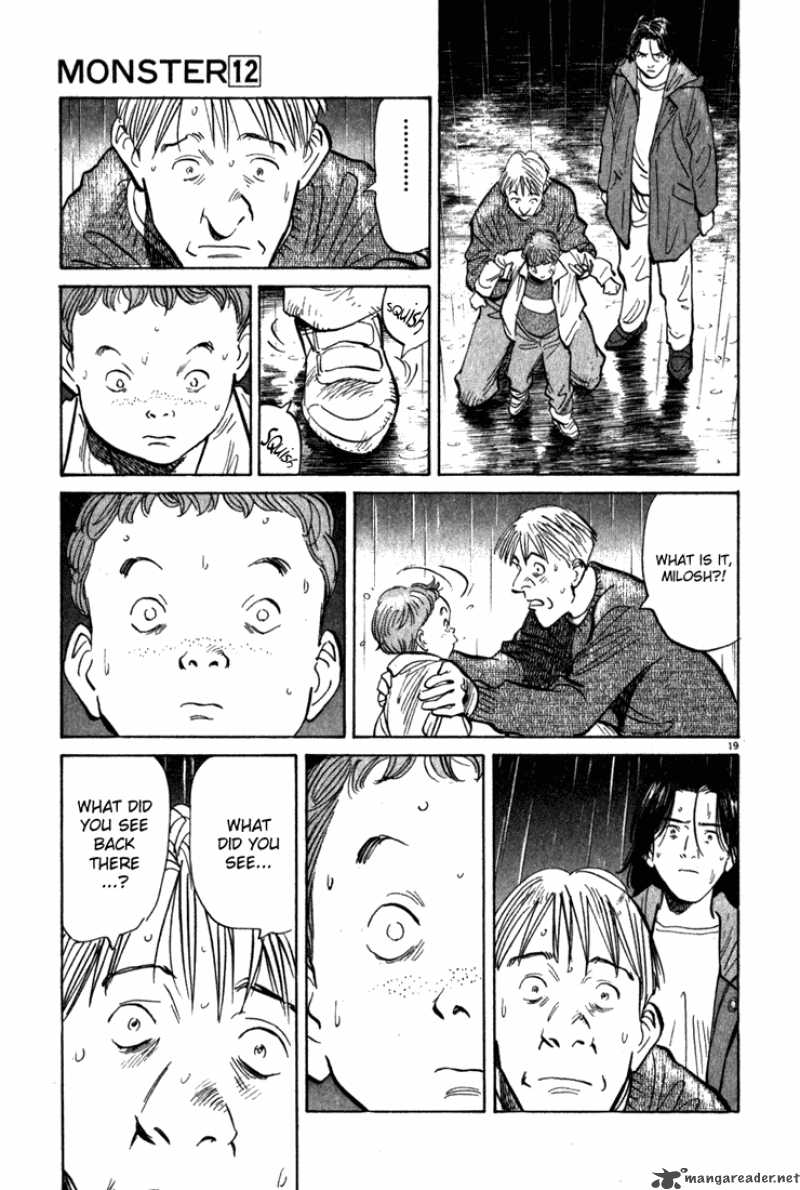 MONSTER 12
.........
SQUISH
SQUISH
WHAT IS IT,
MILOSH?!
19
WHAT
DID YOU
SEE...
WHAT DID
YOU SEE
BACK
THERE
...?
mangareader.net